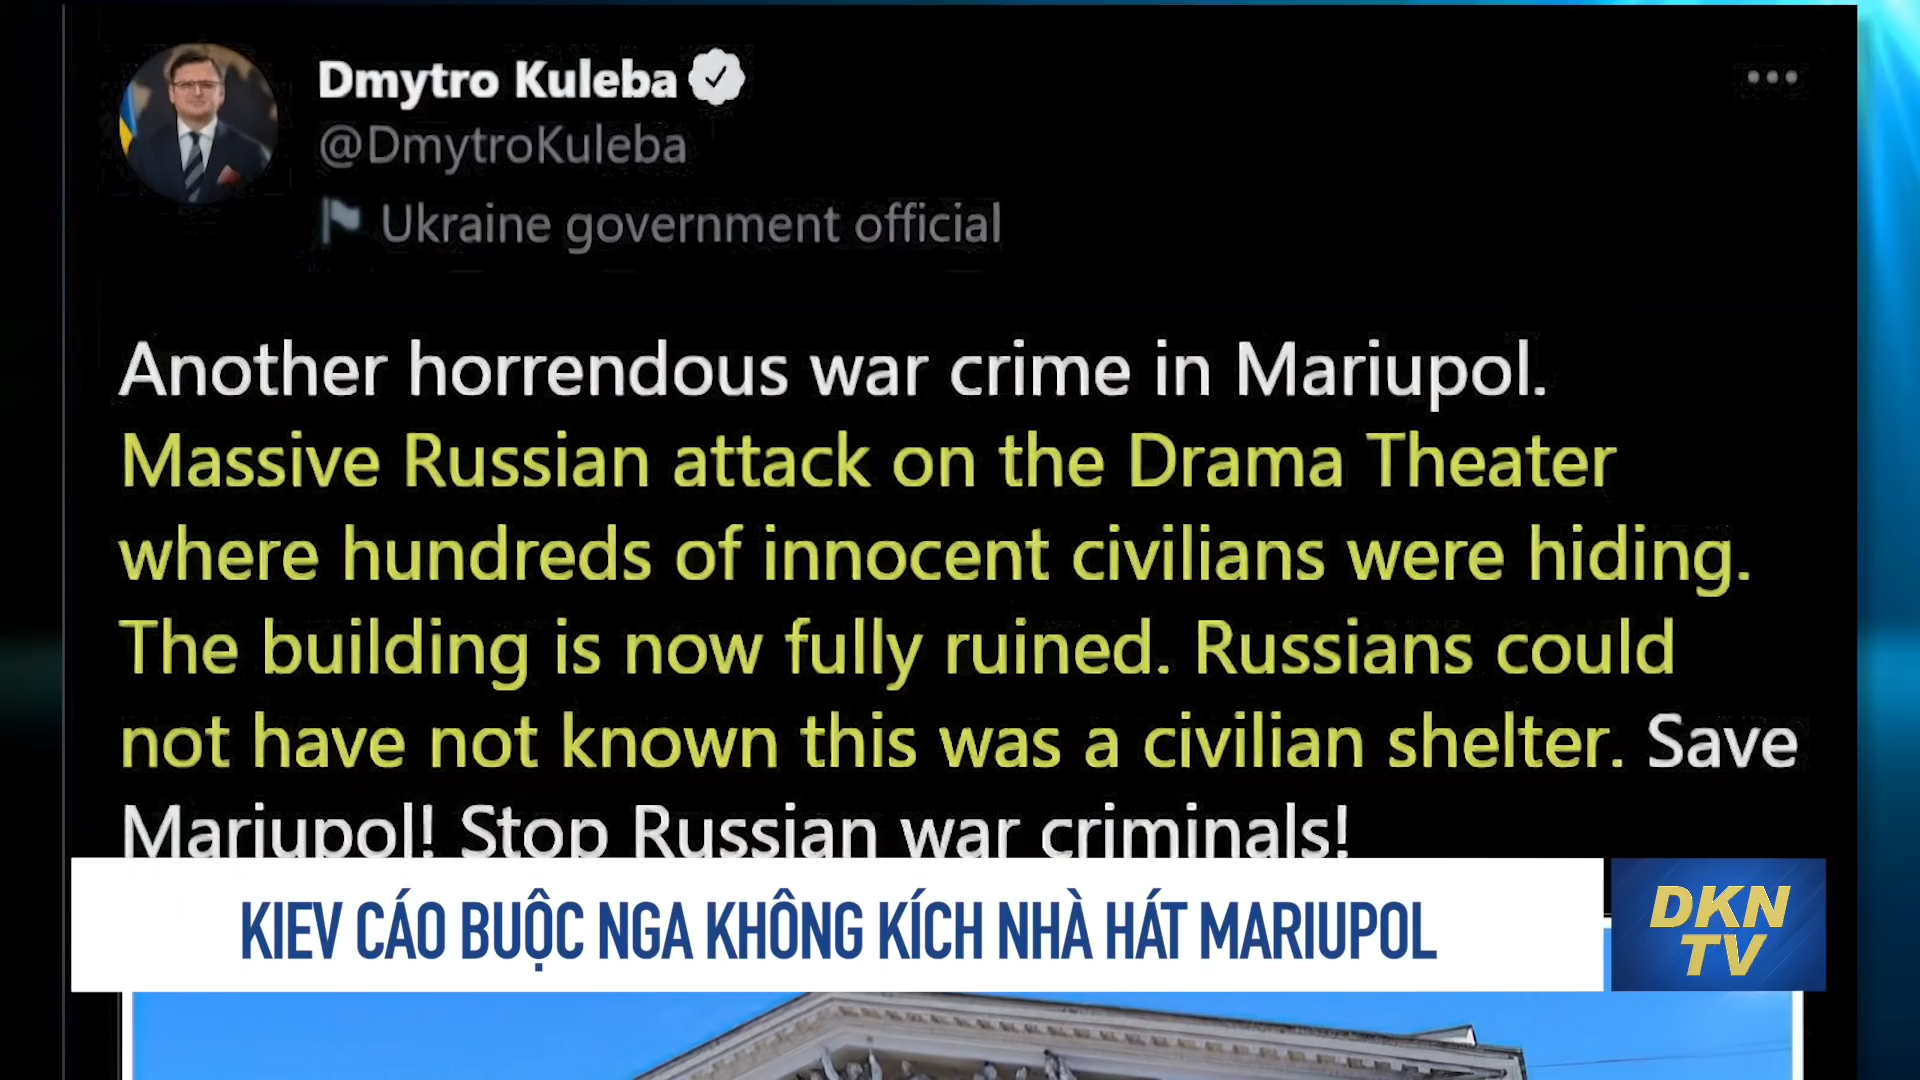 Dmytro Kuleba
@DmytroKuleba
Ukraine government official
Another horrendous war crime in Mariupol.
Massive Russian attack on the Drama Theater
where hundreds of innocent civilians were hiding.
The building is now fully ruined. Russians could
not have not known this was a civilian shelter. Save
Mariupol! Stop Russian war criminals!
KIEV CÁO BUỘC NGA KHÔNG KÍCH NHÀ HÁT MARIUPOL
DKN
TV